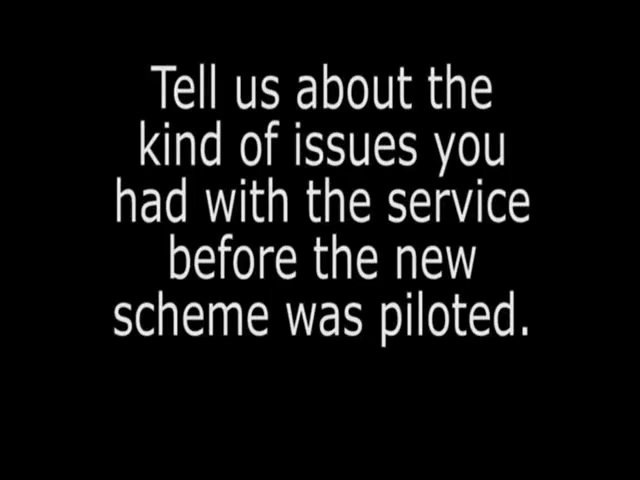 Tell us about the
kind of issues you
had with the service
before the new
scheme was piloted.